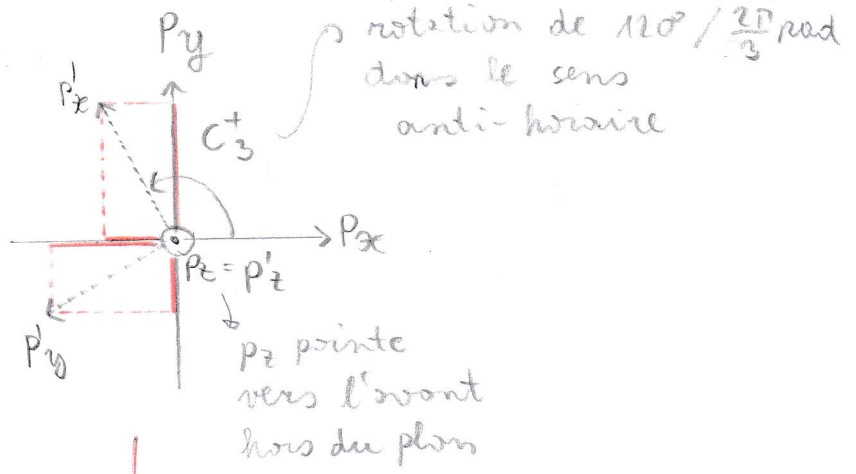 rotation de 120° / 2π/3 rad
dans le sens
anti-horaire
Py
P'x
C3+
Px
Pz = P'z
P'y
Pz pointe
vers l'avant
hors du plan